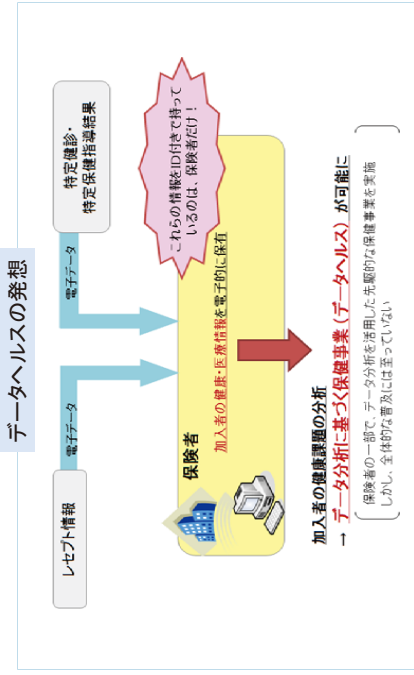 データヘルスの発想
レセプト情報
特定健診・
特定保健指導結果
電子データ
電子データ
保険者
加入者の健康・医療情報を電子的に保有
これらの情報をID付きで持って
いるのは、保険者だけ！
加入者の健康課題の分析
→ データ分析に基づく保健事業(データヘルス) が可能に
保険者の一部で、データ分析を活用した先駆的な保健事業を実施
しかし、全体的な普及には至っていない